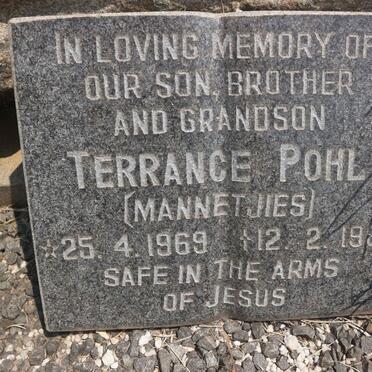 IN LOVING MEMORY OF
OUR SON, BROTHER
AND GRANDSON
TERRANCE POHL
(MANNETJIES)
☆25. 4. 1969 +12. 2. 19
SAFE IN THE ARMS
OF JESUS